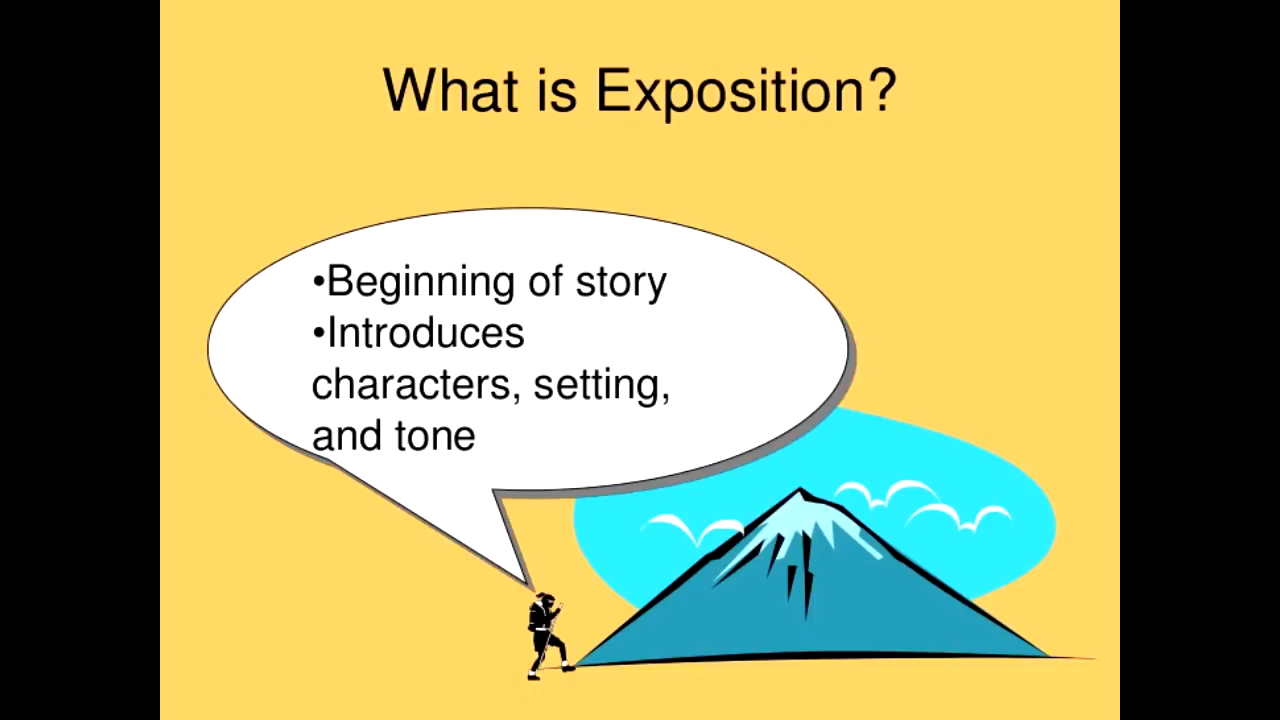 What is Exposition?
•Beginning of story
•Introduces
characters, setting,
and tone